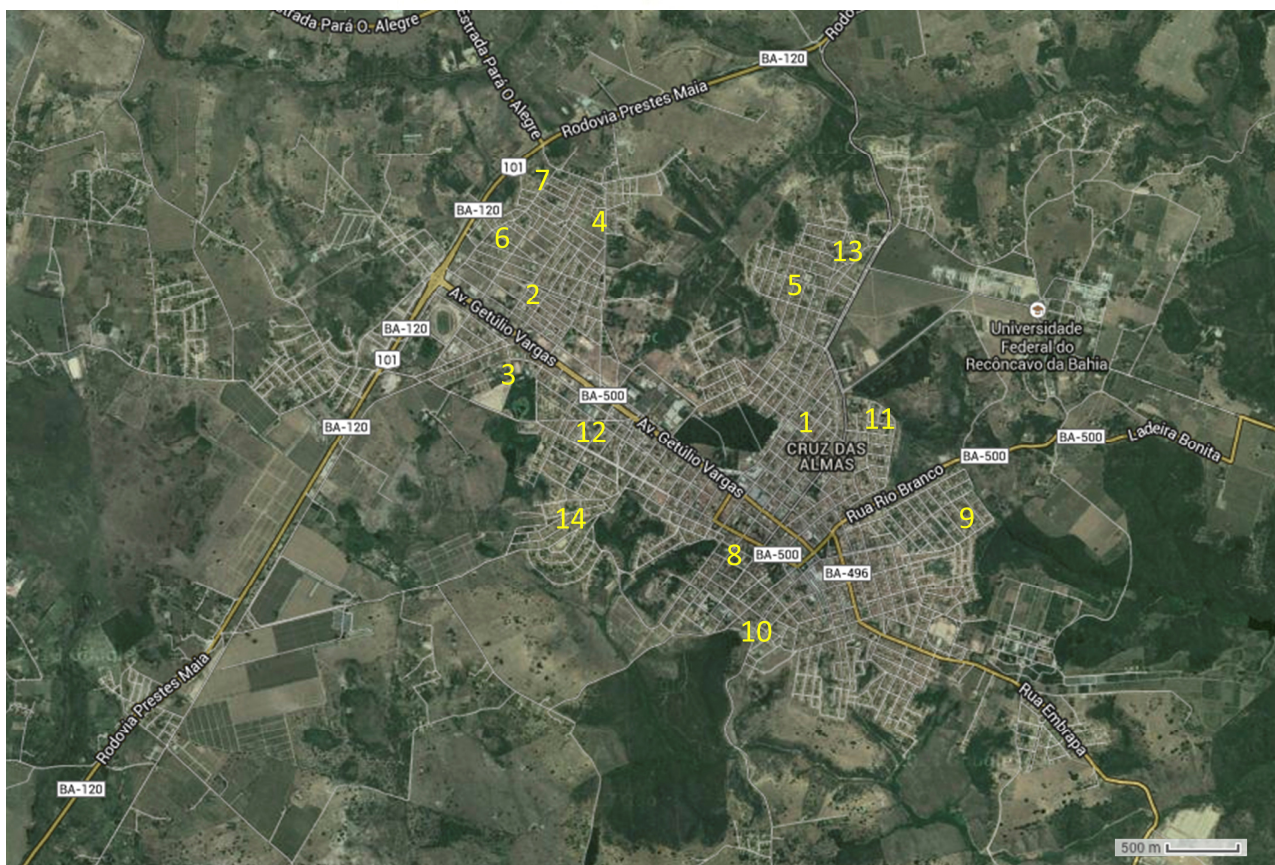 Estrada Pará O. Alegre
Estrada Pará O Alegre
Rodo
BA-120
Rodovia Prestes Maia
101
7
BA-120
4
6
13
5
2
Av. Getúlio Vargas
BA-120
Universidade
Federal do
Recôncavo da Bahia
101
3
BA-500
1
11
BA-120
12
Av. Getúlio Vargas
CRUZ DAS
ALMAS
BA-500
BA-500
Ladeira Bonita
Rua Rio Branco
14
9
8
BA-500
BA-496
10
Rodovia Prestes Maia
Rua Embrapa
BA-120
500 m